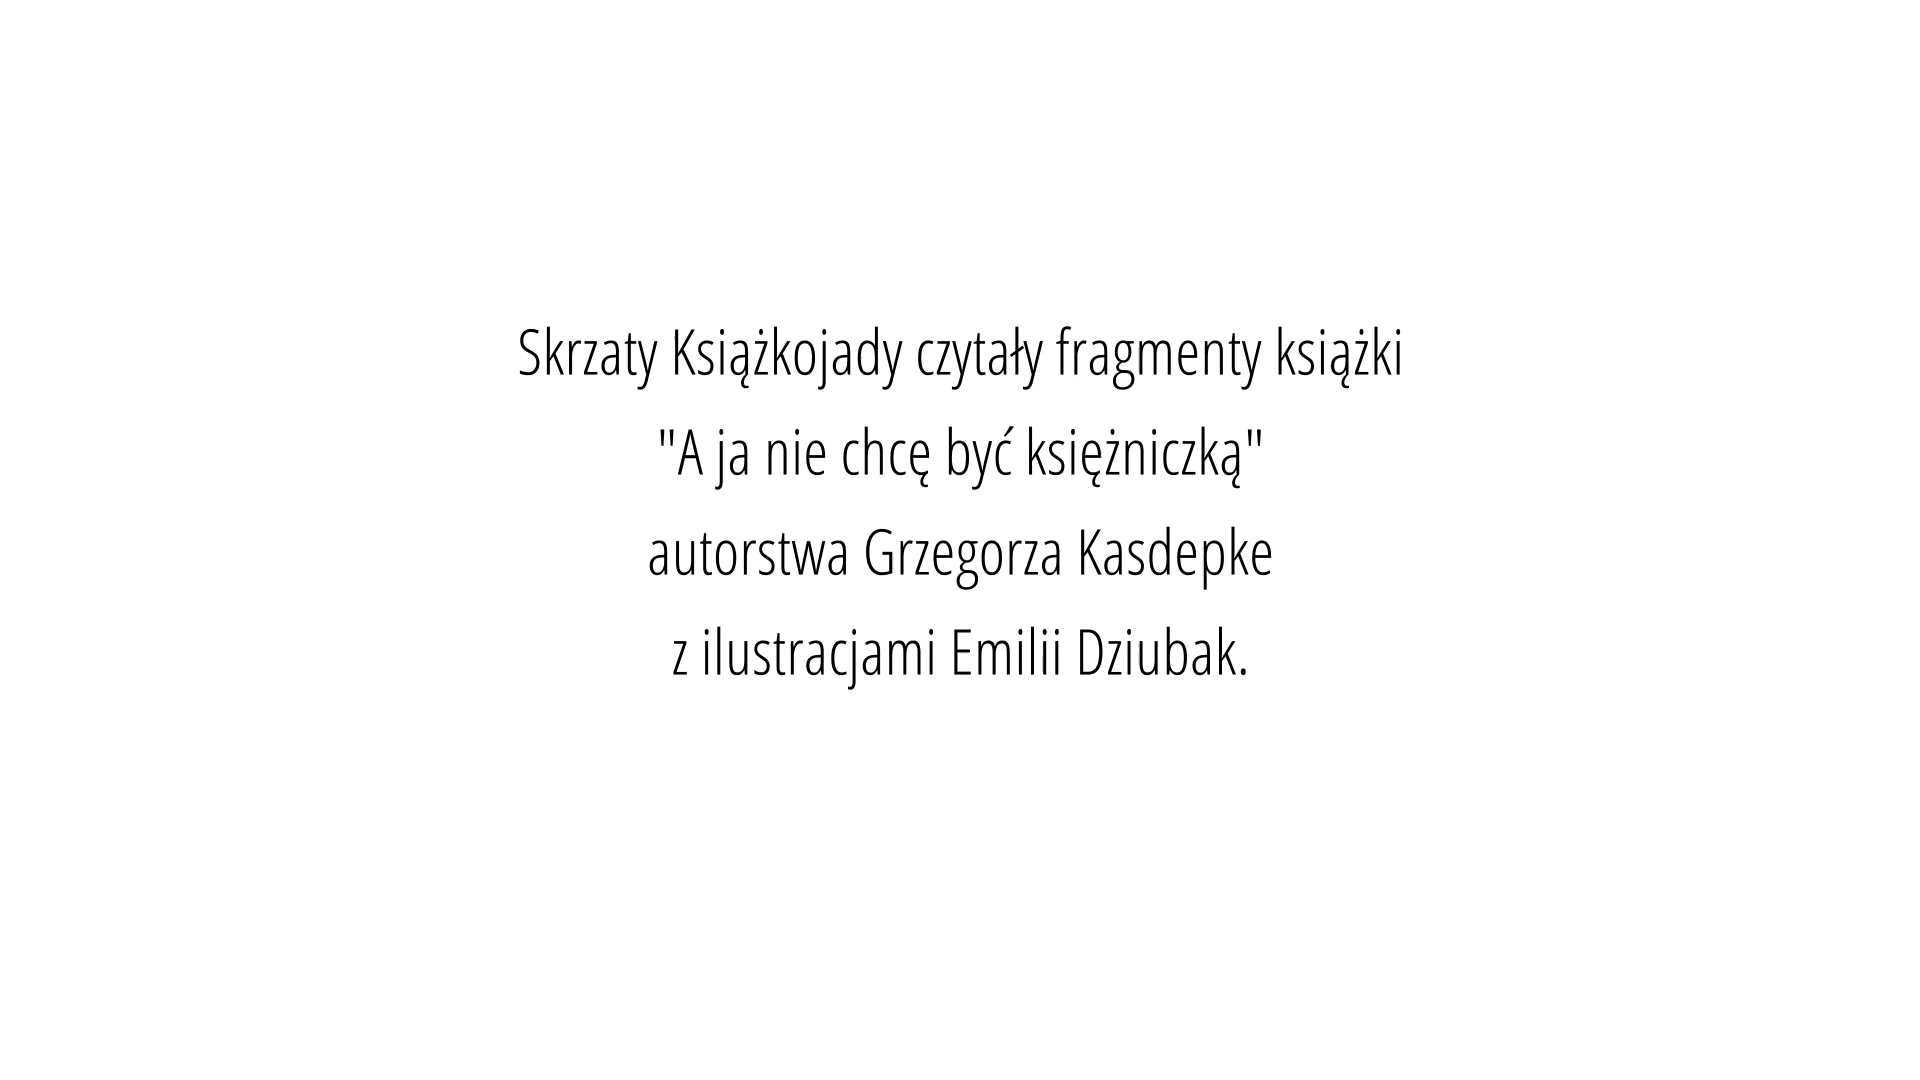 Skrzaty Książkojady czytały fragmenty książki
"A ja nie chcę być księżniczką"
autorstwa Grzegorza Kasdepke
z ilustracjami Emilii Dziubak.